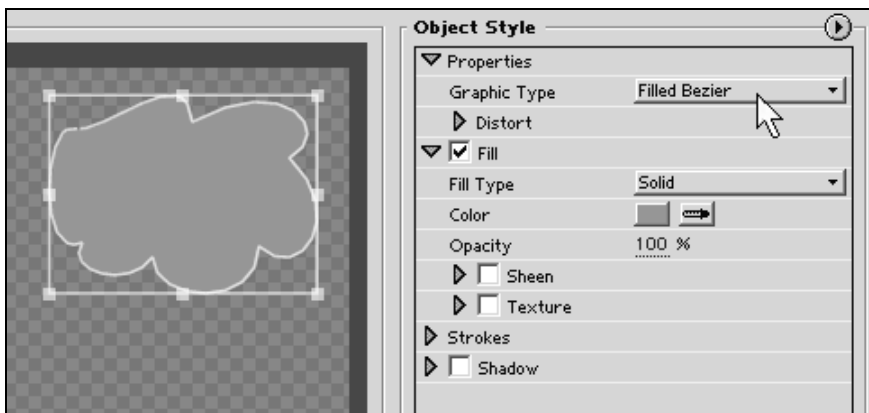 Object Style
Properties
Graphic Type Filled Bezier
Distort
Fill
Fill Type Solid
Color
Opacity 100 %
Sheen
Texture
Strokes
Shadow